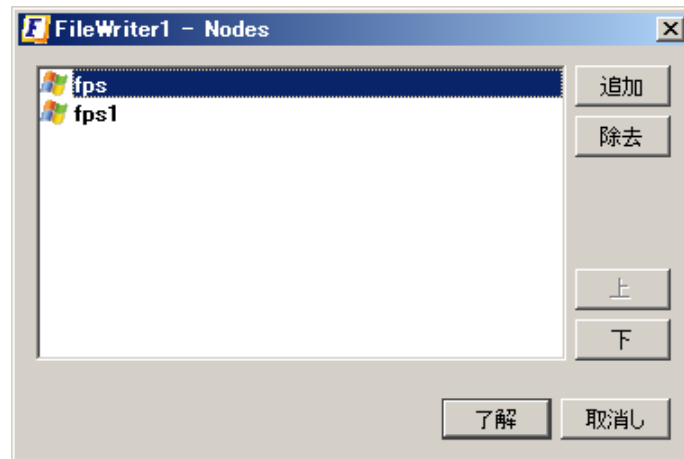 FileWriter1 - Nodes
fps
fps1
追加
除去
上
下
了解
取消し